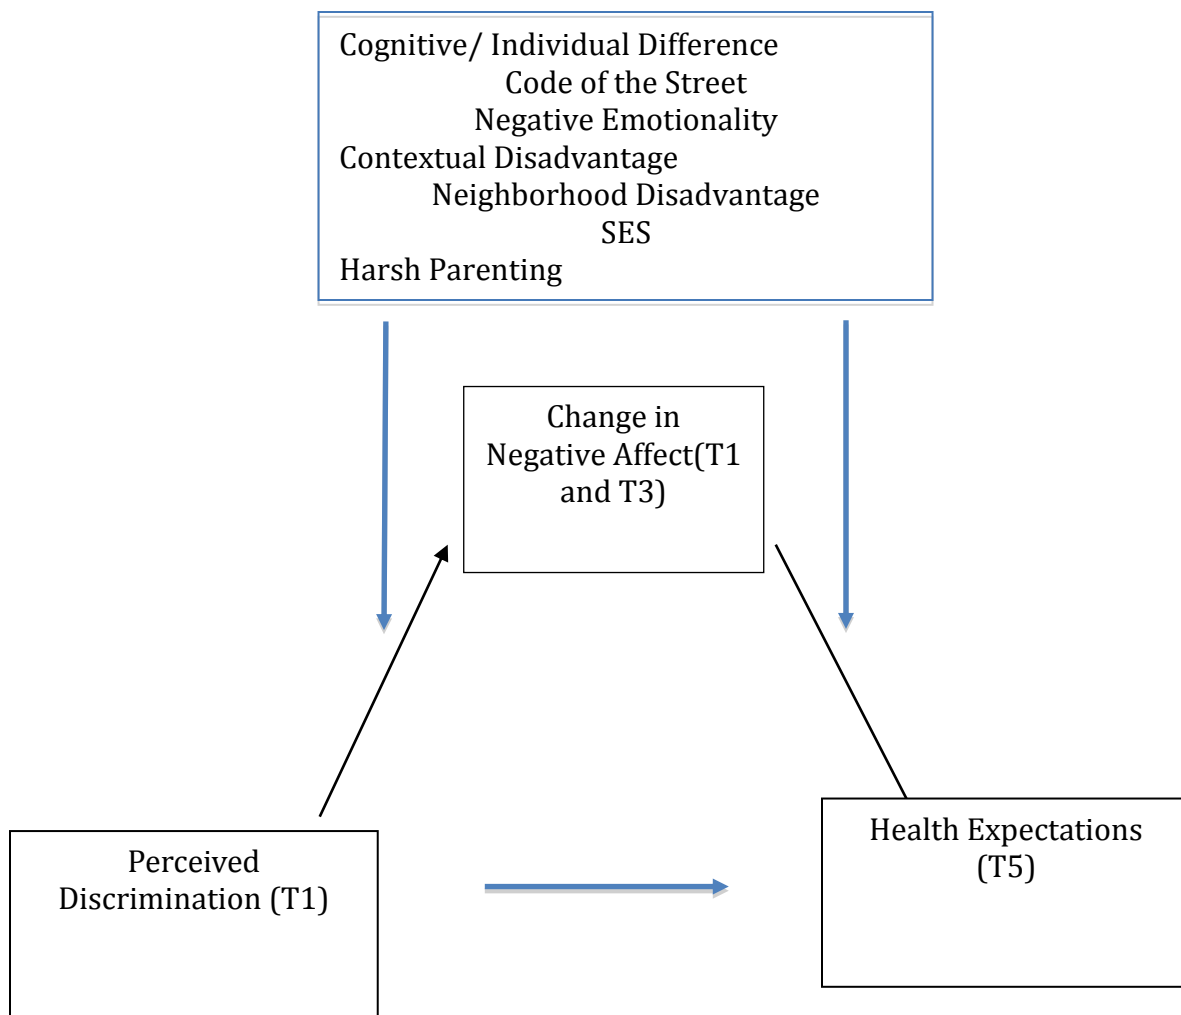 Cognitive/ Individual Difference
Code of the Street
Negative Emotionality
Contextual Disadvantage
Neighborhood Disadvantage
SES
Harsh Parenting
Change in
Negative Affect(T1
and T3)
Perceived
Discrimination (T1)
Health Expectations
(T5)